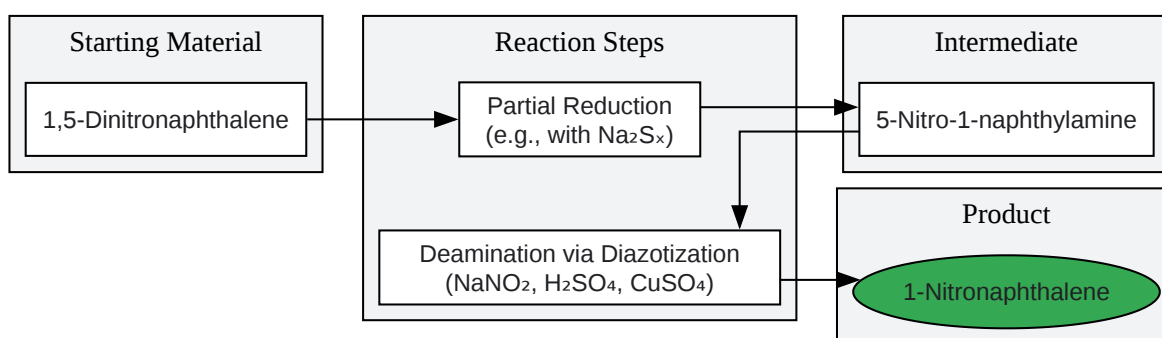 Starting Material
1,5-Dinitronaphthalene
Reaction Steps
Partial Reduction
(e.g., with Na₂Sₓ)
Intermediate
5-Nitro-1-naphthylamine
Deamination via Diazotization
(NaNO₂, H₂SO₄, CuSO₄)
Product
1-Nitronaphthalene